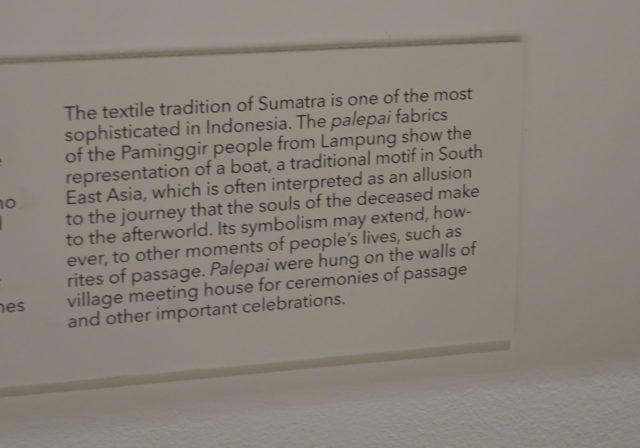 The textile tradition of Sumatra is one of the most
sophisticated in Indonesia. The palepai fabrics
of the Paminggir people from Lampung show the
representation of a boat, a traditional motif in South
East Asia, which is often interpreted as an allusion
to the journey that the souls of the deceased make
to the afterworld. Its symbolism may extend, how-
ever, to other moments of people's lives, such as
rites of passage. Palepai were hung on the walls of
village meeting house for ceremonies of passage
and other important celebrations.